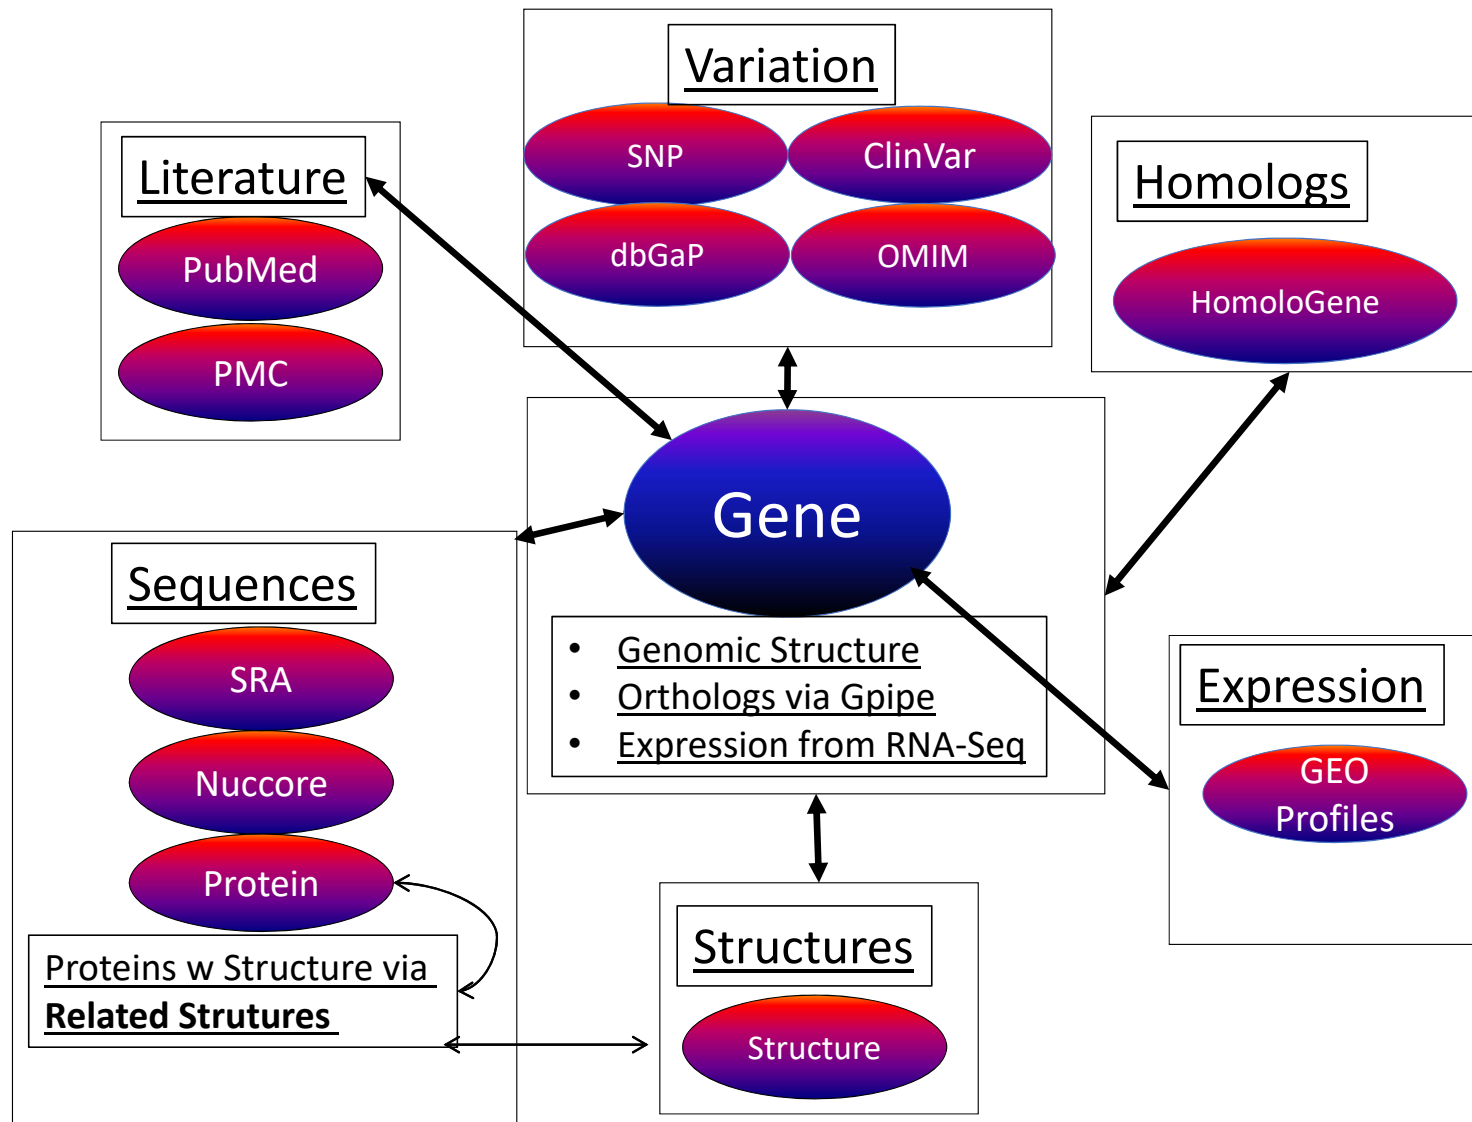 Variation
SNP
ClinVar
dbGaP
OMIM
Literature
PubMed
PMC
Homologs
HomoloGene
Gene
• Genomic Structure
• Orthologs via Gpipe
• Expression from RNA-Seq
Sequences
SRA
Nuccore
Protein
Proteins w Structure via
Related Strutures
Structures
Structure
Expression
GEO
Profiles